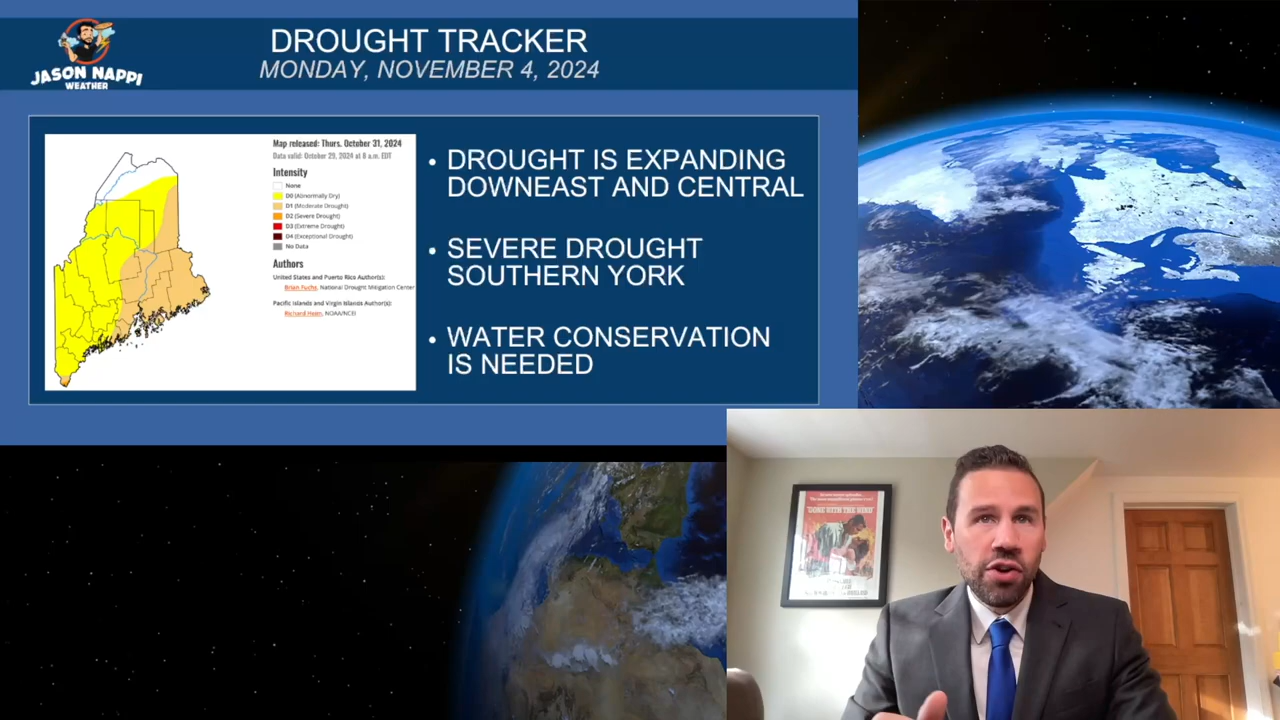 JASON NAPPI
WEATHER
DROUGHT TRACKER
MONDAY, NOVEMBER 4, 2024
Map released: Thurs. October 31, 2024
Data valid: October 29, 2024 at 8 a.m. EDT
Intensity
None
D0 (Abnormally Dry)
D1 (Moderate Drought)
D2 (Severe Drought)
D3 (Extreme Drought)
D4 (Exceptional Drought)
No Data
Authors
United States and Puerto Rico Author(s):
Brian Fuchs, National Drought Mitigation Center
Pacific Islands and Virgin Islands Author(s):
Richard Heim, NOAA/NCEI
• DROUGHT IS EXPANDING
DOWNEAST AND CENTRAL
• SEVERE DROUGHT
SOUTHERN YORK
• WATER CONSERVATION
IS NEEDED
"GONE WITH THE WIND"